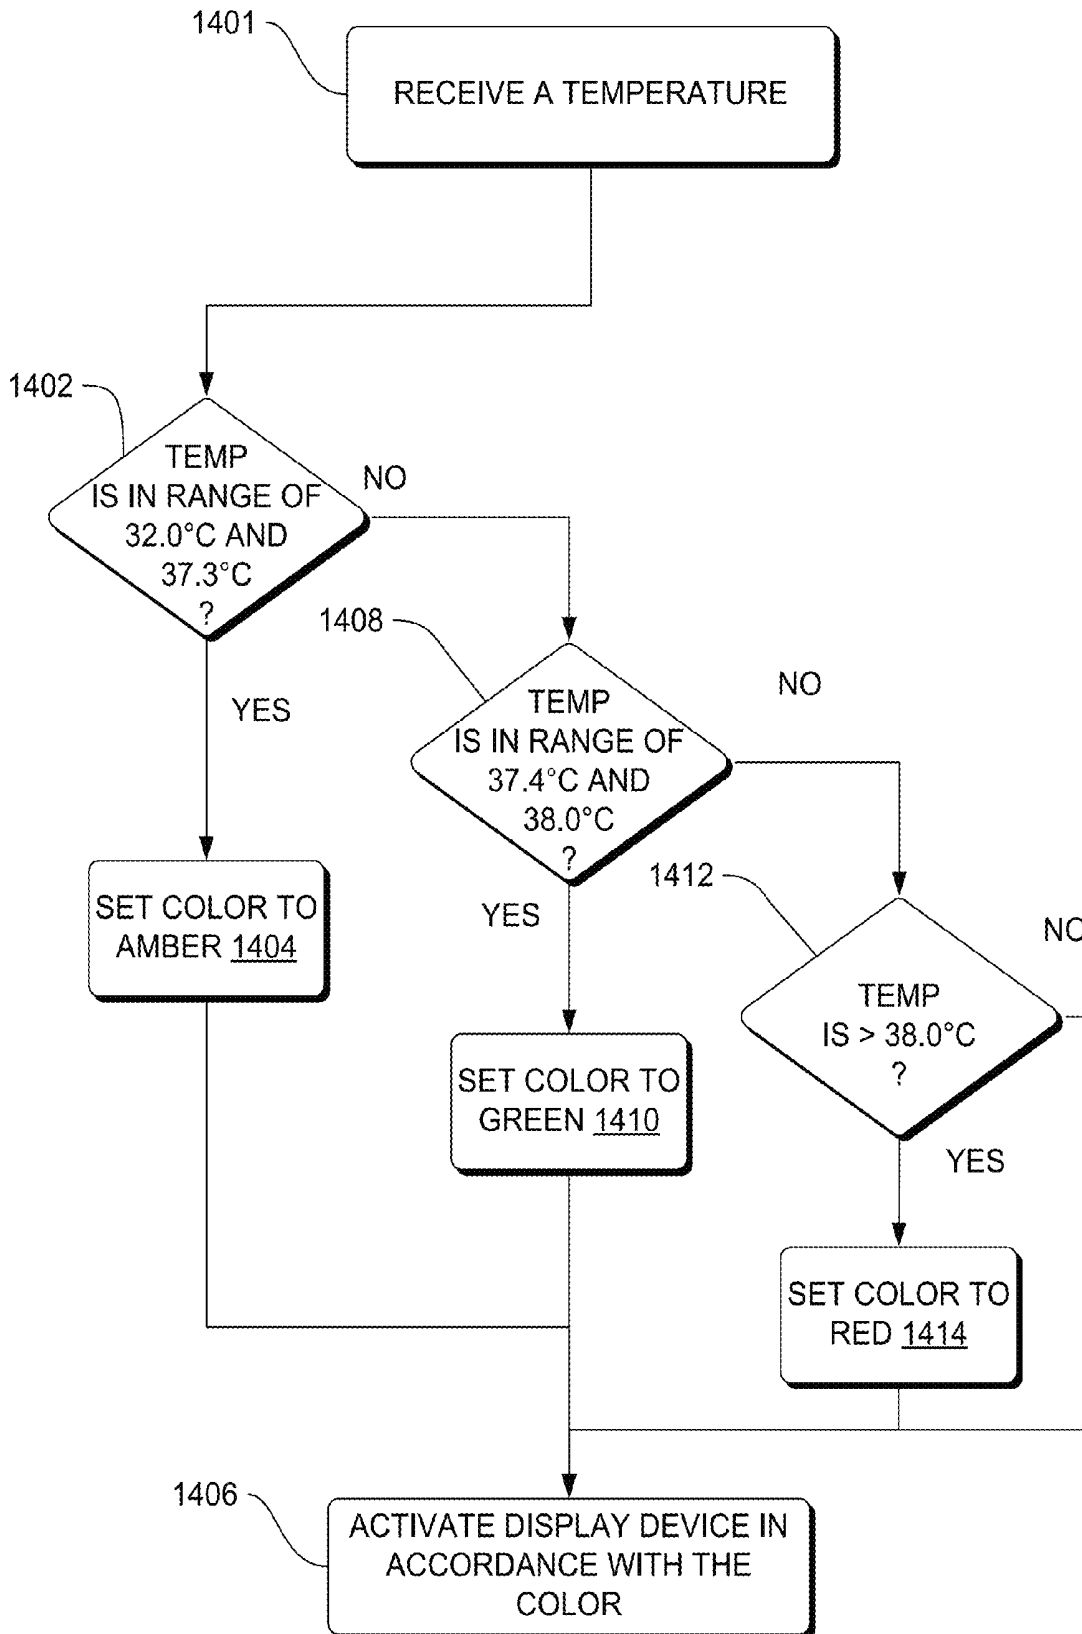 1401
RECEIVE A TEMPERATURE
1402
TEMP
IS IN RANGE OF
32.0°C AND
37.3°C
?
NO
YES
1408
TEMP
IS IN RANGE OF
37.4°C AND
38.0°C
?
NO
YES
SET COLOR TO
AMBER 1404
1412
TEMP
IS > 38.0°C
?
NO
YES
SET COLOR TO
GREEN 1410
SET COLOR TO
RED 1414
1406
ACTIVATE DISPLAY DEVICE IN
ACCORDANCE WITH THE
COLOR